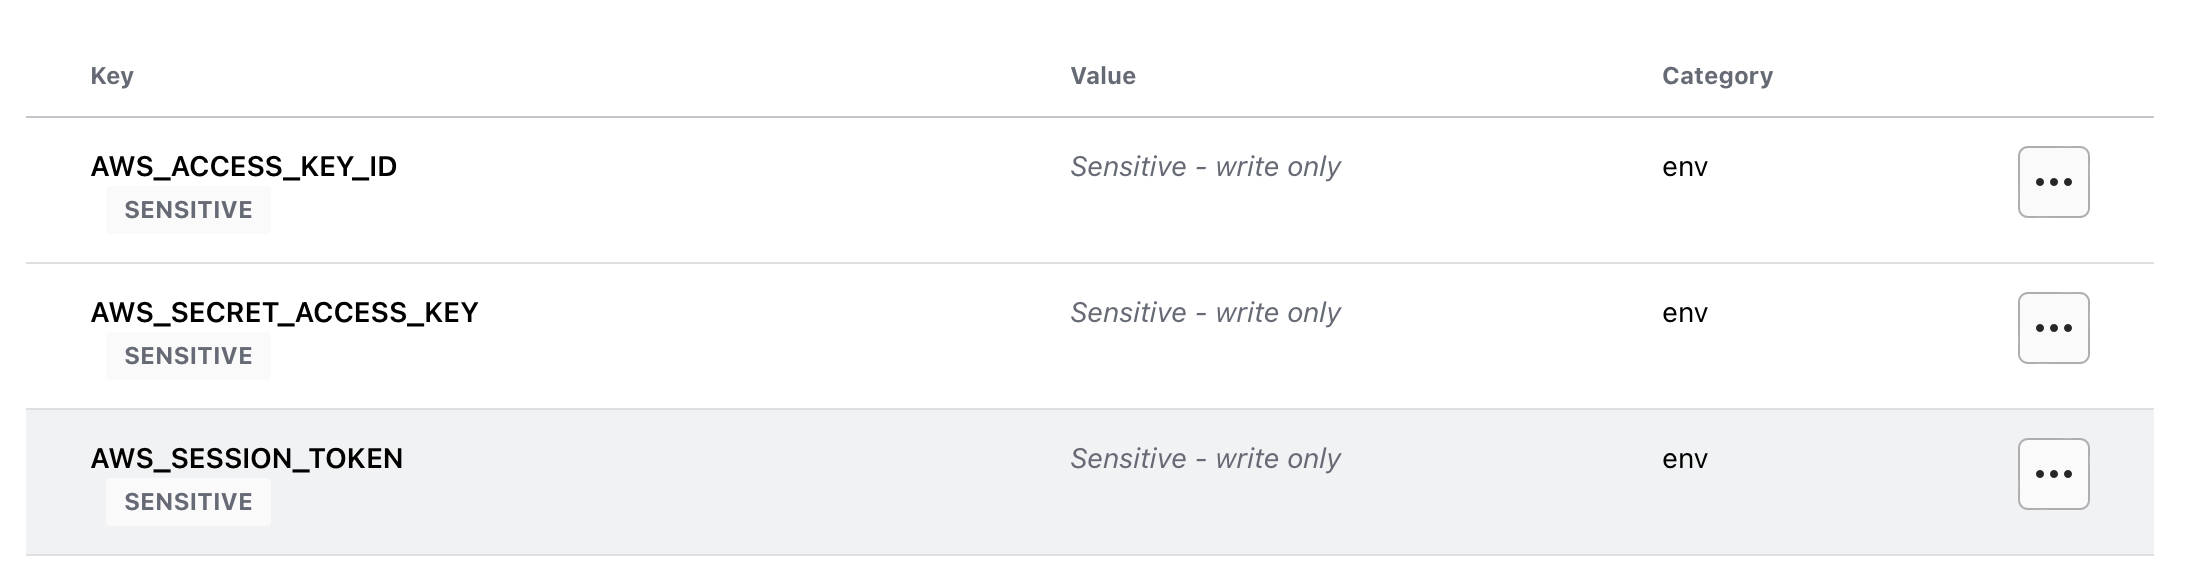 Key Value Category
AWS_ACCESS_KEY_ID Sensitive - write only env
SENSITIVE
AWS_SECRET_ACCESS_KEY Sensitive - write only env
SENSITIVE
AWS_SESSION_TOKEN Sensitive - write only env
SENSITIVE